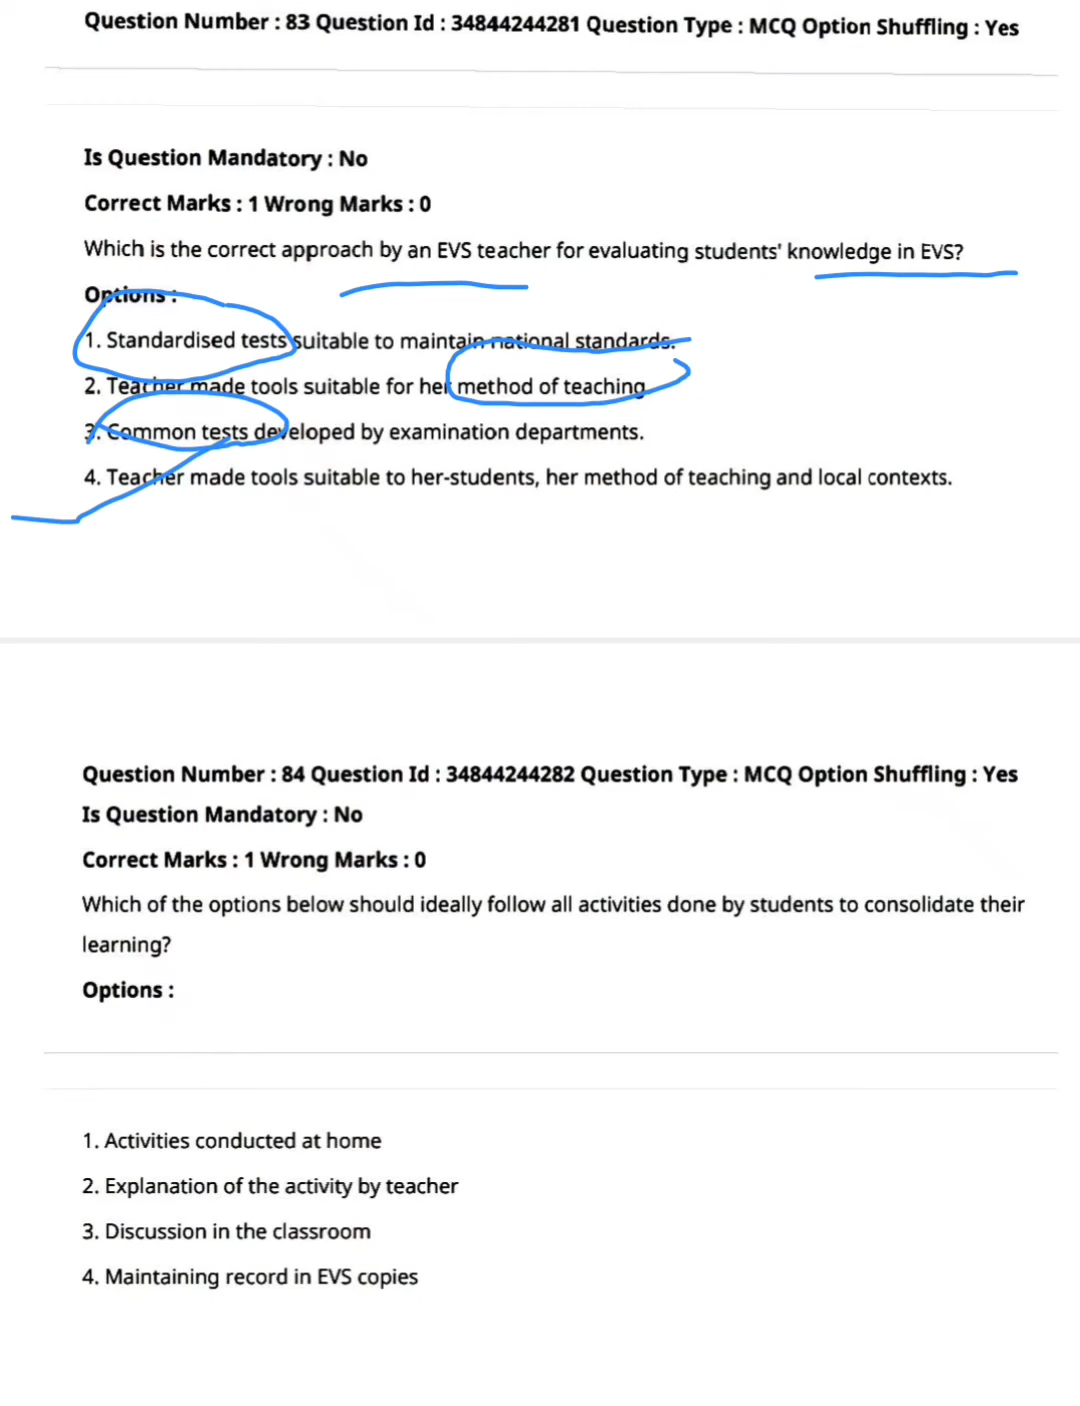 Question Number : 83 Question Id : 34844244281 Question Type : MCQ Option Shuffling : Yes
Is Question Mandatory : No
Correct Marks : 1 Wrong Marks : 0
Which is the correct approach by an EVS teacher for evaluating students' knowledge in EVS?
Options :
1. Standardised tests suitable to maintain national standards.
2. Teacher made tools suitable for her method of teaching
3. Common tests developed by examination departments.
4. Teacher made tools suitable to her-students, her method of teaching and local contexts.
Question Number : 84 Question Id : 34844244282 Question Type : MCQ Option Shuffling : Yes
Is Question Mandatory : No
Correct Marks : 1 Wrong Marks : 0
Which of the options below should ideally follow all activities done by students to consolidate their
learning?
Options :
1. Activities conducted at home
2. Explanation of the activity by teacher
3. Discussion in the classroom
4. Maintaining record in EVS copies